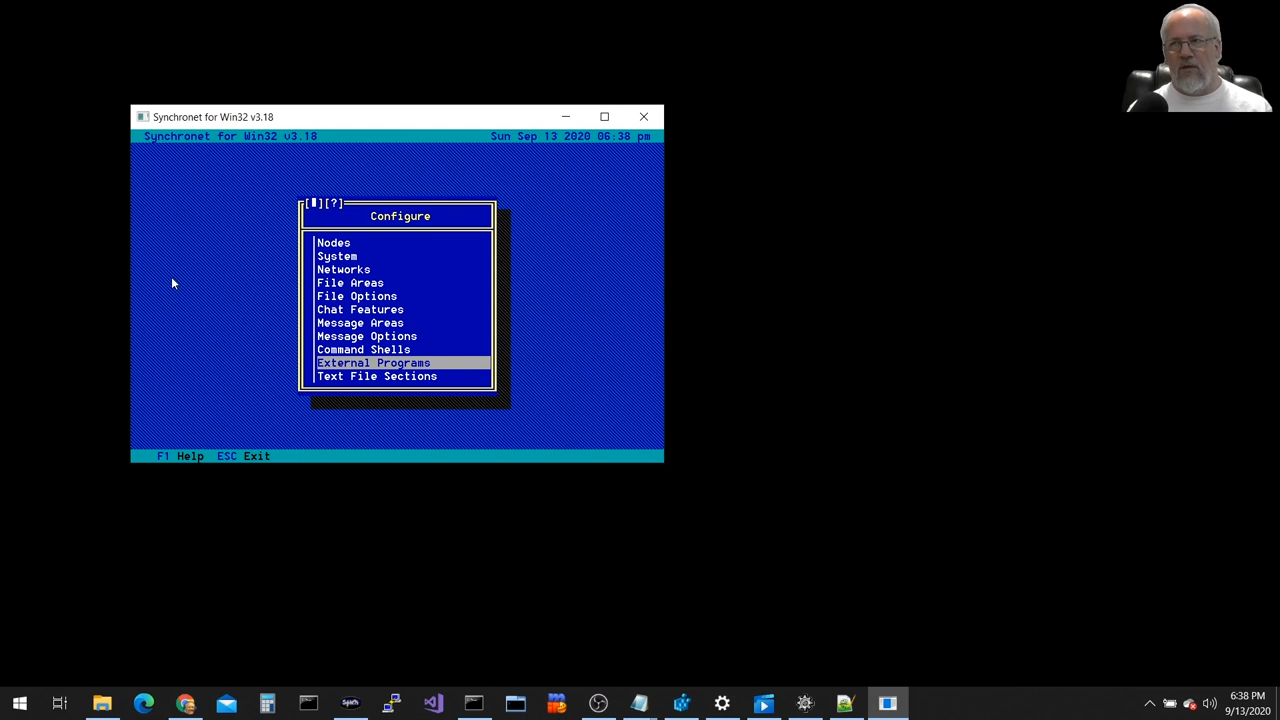 Synchronet for Win32 v3.18
Synchronet for Win32 v3.18 Sun Sep 13 2020 06:38 pm
[▮][?]
Configure
Nodes
System
Networks
File Areas
File Options
Chat Features
Message Areas
Message Options
Command Shells
External Programs
Text File Sections
F1 Help ESC Exit
6:38 PM
9/13/2020